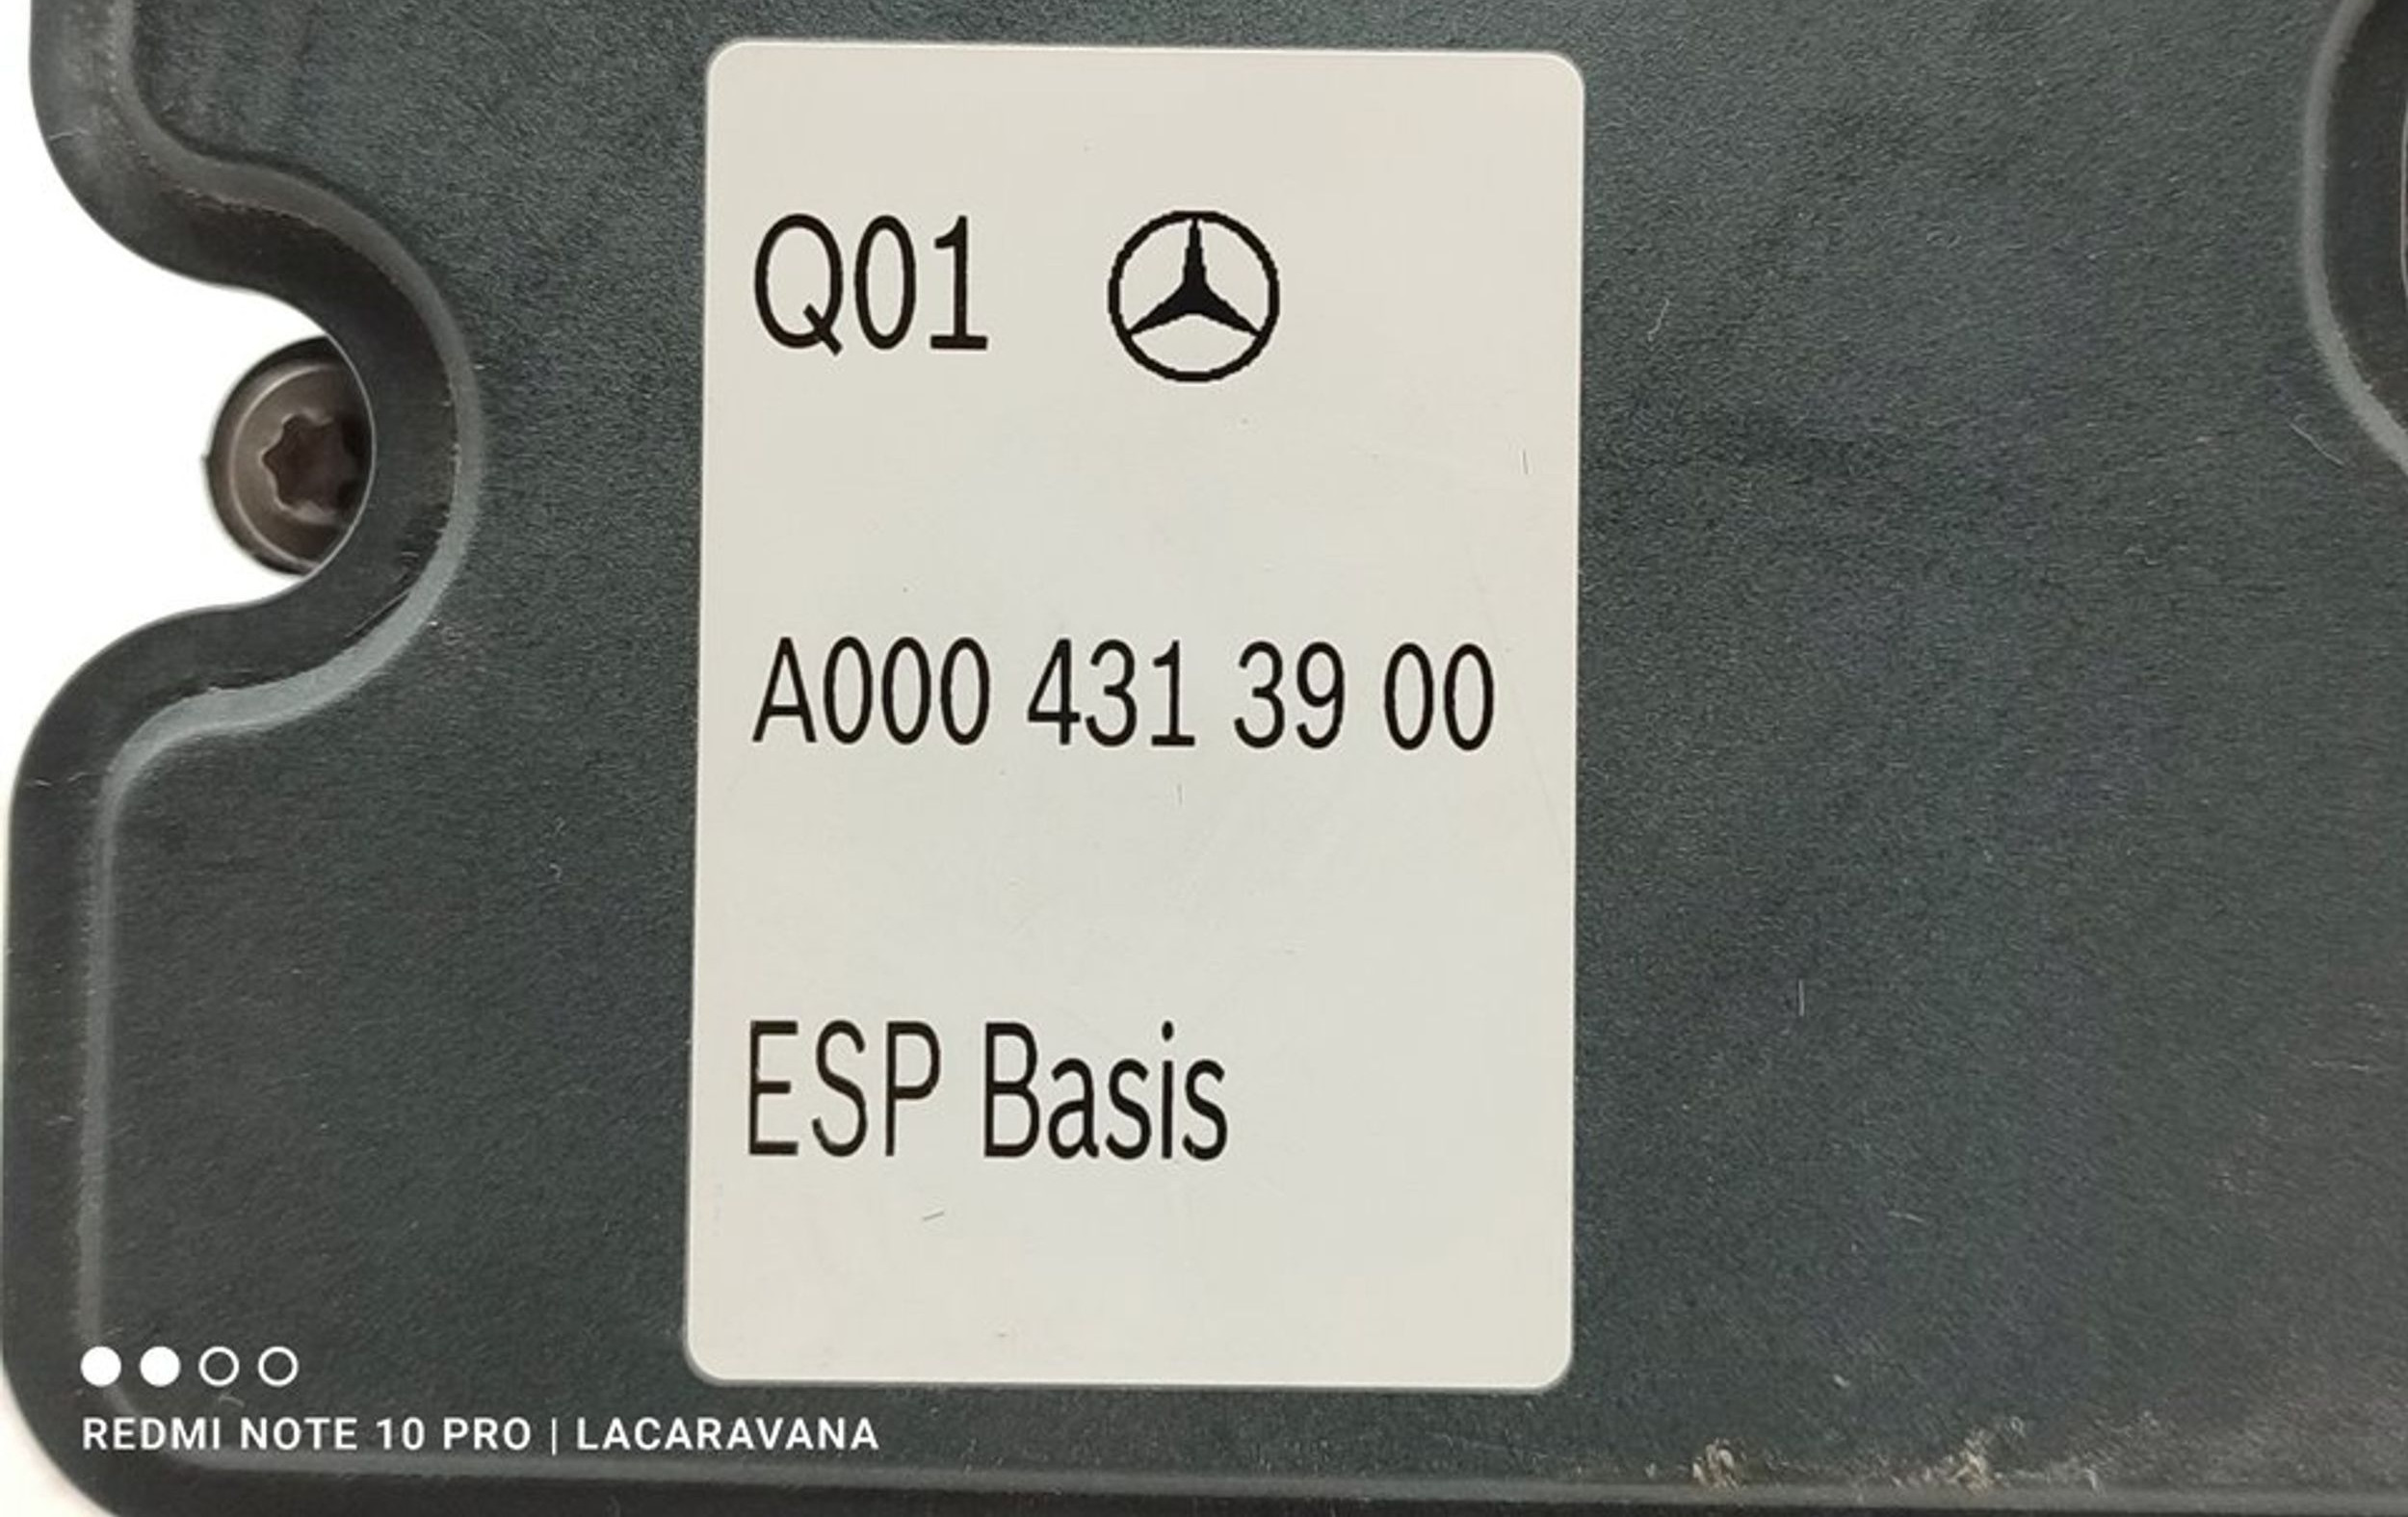 Q01
A000 431 39 00
ESP Basis
REDMI NOTE 10 PRO | LACARAVANA